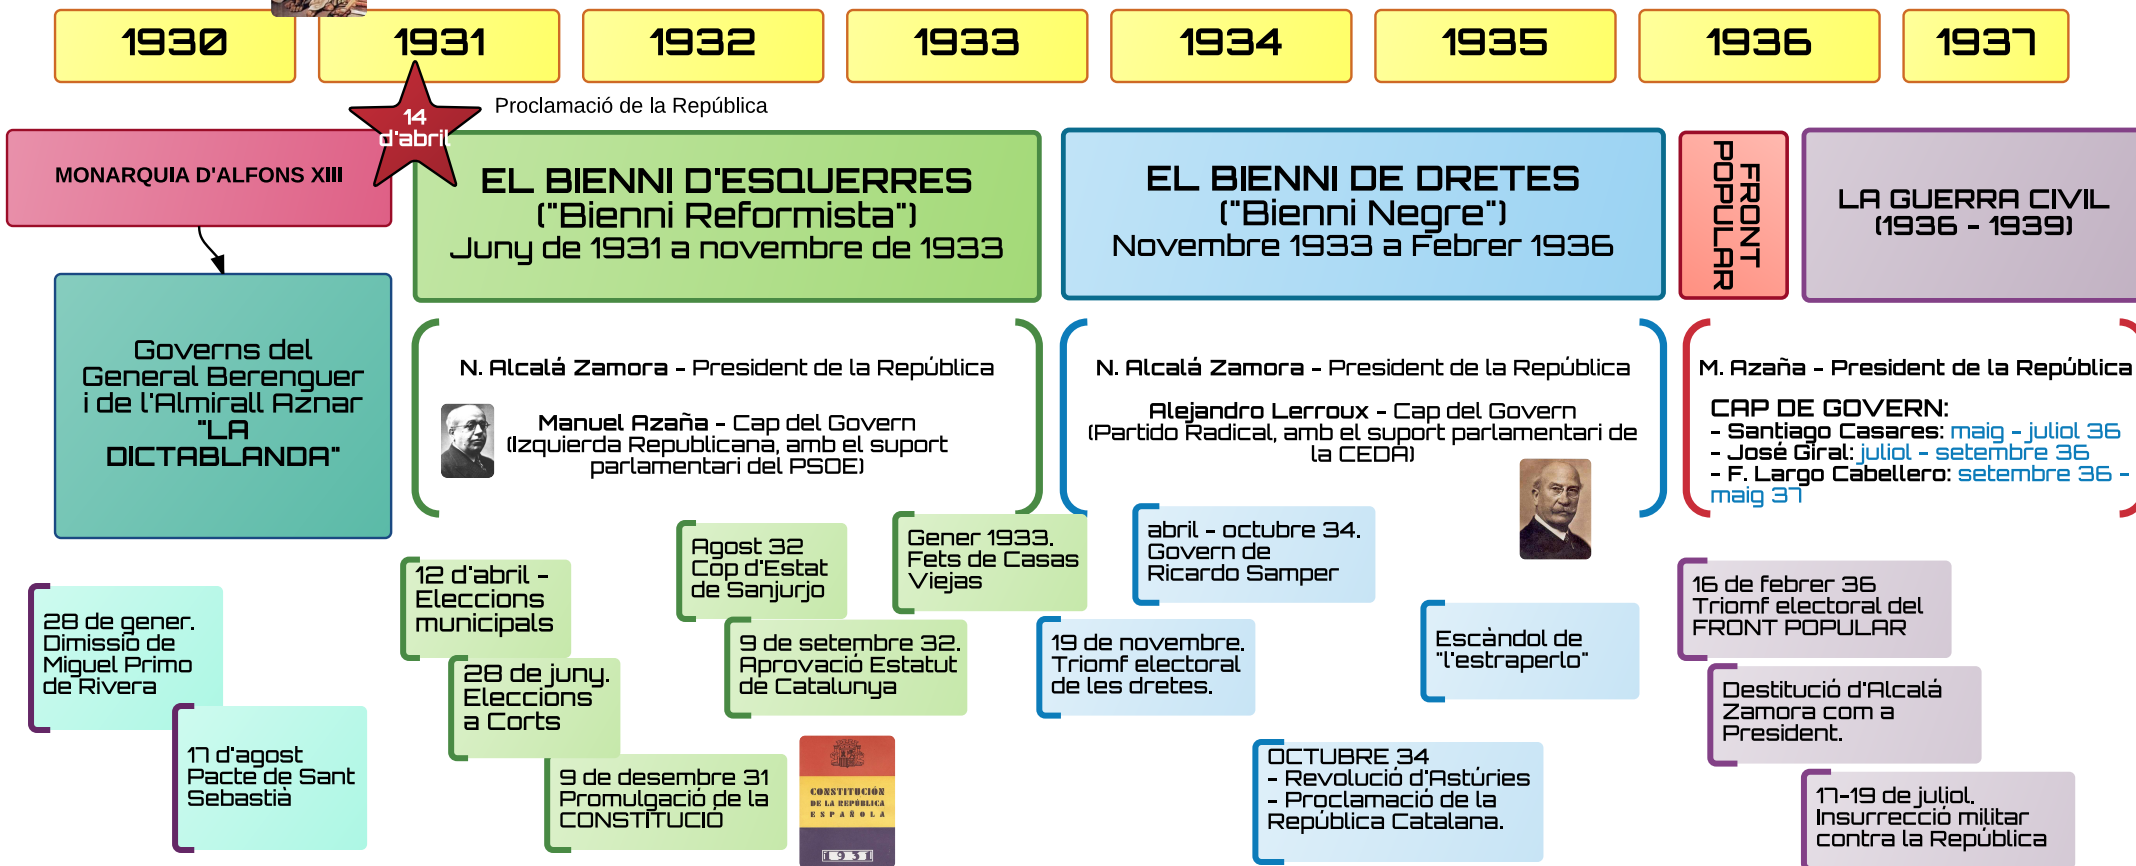 1930
1931
1932
1933
1934
1935
1936
1937
14
d'abril
Proclamació de la República
MONARQUIA D'ALFONS XIII
EL BIENNI D'ESQUERRES
("Bienni Reformista")
Juny de 1931 a novembre de 1933
EL BIENNI DE DRETES
("Bienni Negre")
Novembre 1933 a Febrer 1936
FRONT
POPULAR
LA GUERRA CIVIL
(1936 - 1939)
Governs del
General Berenguer
i de l'Almirall Aznar
"LA
DICTABLANDA"
N. Alcalá Zamora - President de la República
Manuel Azaña - Cap del Govern
(Izquierda Republicana, amb el suport
parlamentari del PSOE)
N. Alcalá Zamora - President de la República
Alejandro Lerroux - Cap del Govern
(Partido Radical, amb el suport parlamentari de
la CEDA)
M. Azaña - President de la República
CAP DE GOVERN:
- Santiago Casares: maig - juliol 36
- José Giral: juliol - setembre 36
- F. Largo Cabellero: setembre 36 -
maig 37
28 de gener.
Dimissió de
Miguel Primo
de Rivera
17 d'agost
Pacte de Sant
Sebastià
12 d'abril -
Eleccions
municipals
28 de juny.
Eleccions
a Corts
9 de desembre 31
Promulgació de la
CONSTITUCIÓ
Agost 32
Cop d'Estat
de Sanjurjo
9 de setembre 32.
Aprovació Estatut
de Catalunya
Gener 1933.
Fets de Casas
Viejas
CONSTITUCIÓN
DE LA REPÚBLICA
ESPAÑOLA
1931
19 de novembre.
Triomf electoral
de les dretes.
abril - octubre 34.
Govern de
Ricardo Samper
OCTUBRE 34
- Revolució d'Astúries
- Proclamació de la
República Catalana.
Escàndol de
"l'estraperlo"
16 de febrer 36
Triomf electoral del
FRONT POPULAR
Destitució d'Alcalá
Zamora com a
President.
17-19 de juliol.
Insurrecció militar
contra la República